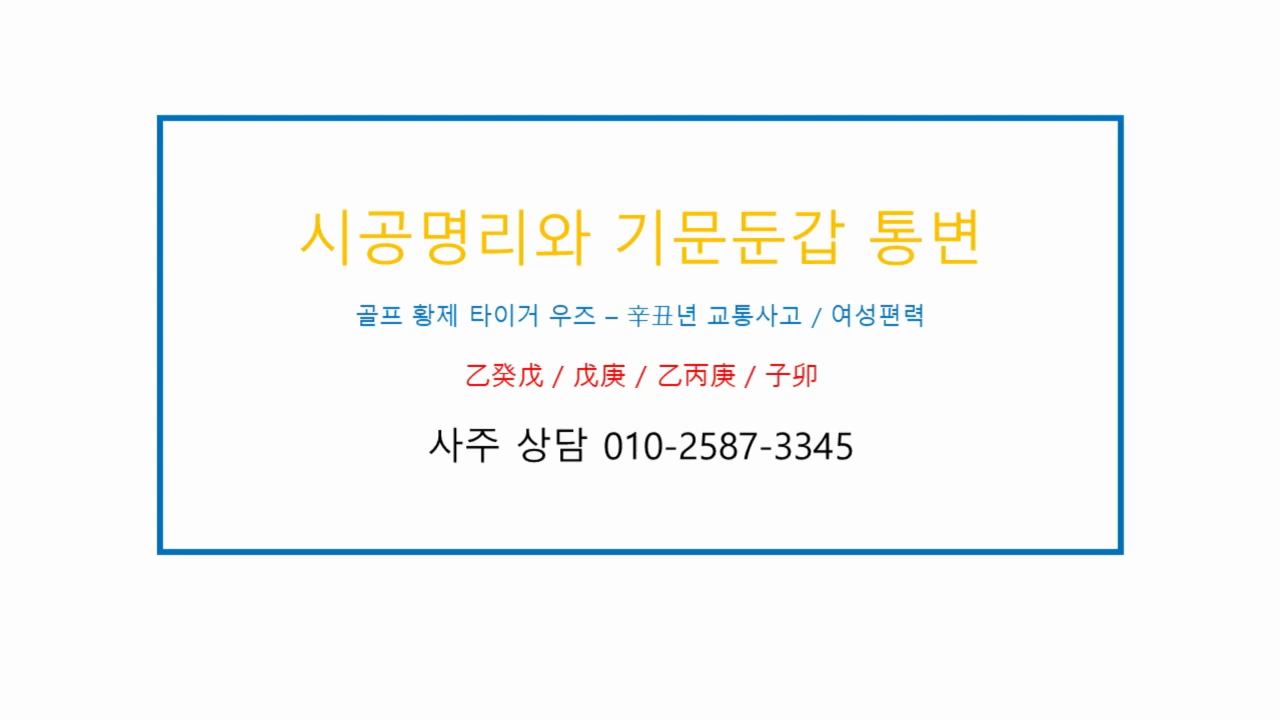 시공명리와 기문둔갑 통변
골프 황제 타이거 우즈 – 辛丑년 교통사고 / 여성편력
乙癸戊 / 戊庚 / 乙丙庚 / 子卯
사주 상담 010-2587-3345